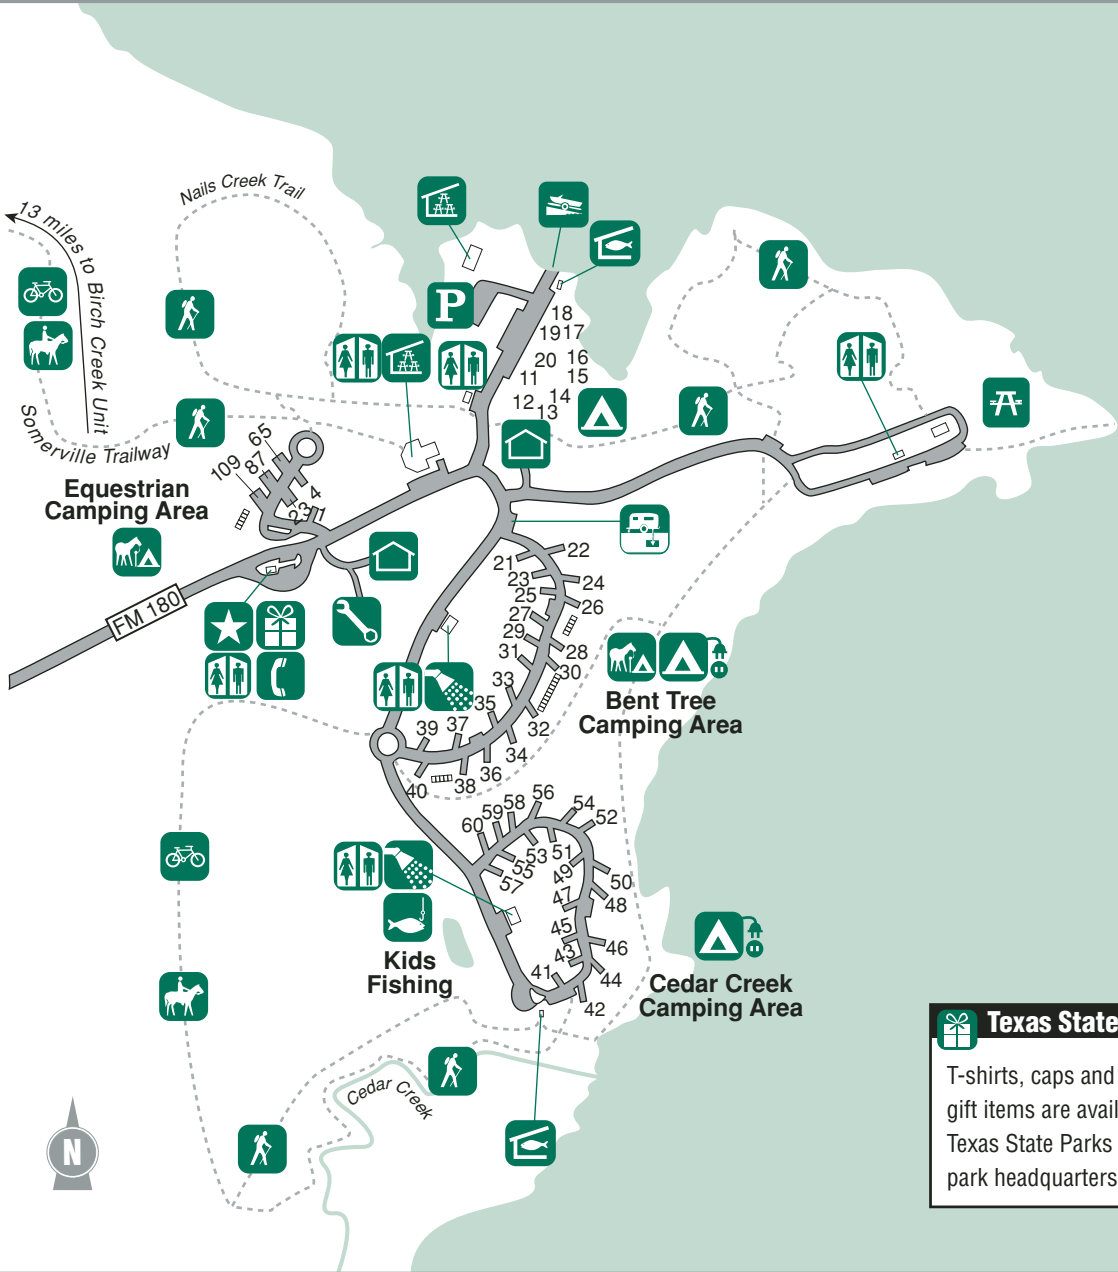 Nails Creek Trail
13 miles to Birch Creek Unit
Somerville Trailway
P
18
19 17
20
16
15
11
14
12
13
65
87
109
4
23
1
Equestrian
Camping Area
FM 180
21
22
23
24
25
26
27
28
29
30
31
33
32
35
34
37
36
39
38
40
Bent Tree
Camping Area
56
54
58
52
59
60
53
51
55
49
57
50
47
48
45
46
43
44
41
42
Kids
Fishing
Cedar Creek
Camping Area
Cedar Creek
N
Texas State
T-shirts, caps and
gift items are avail
Texas State Parks
park headquarters